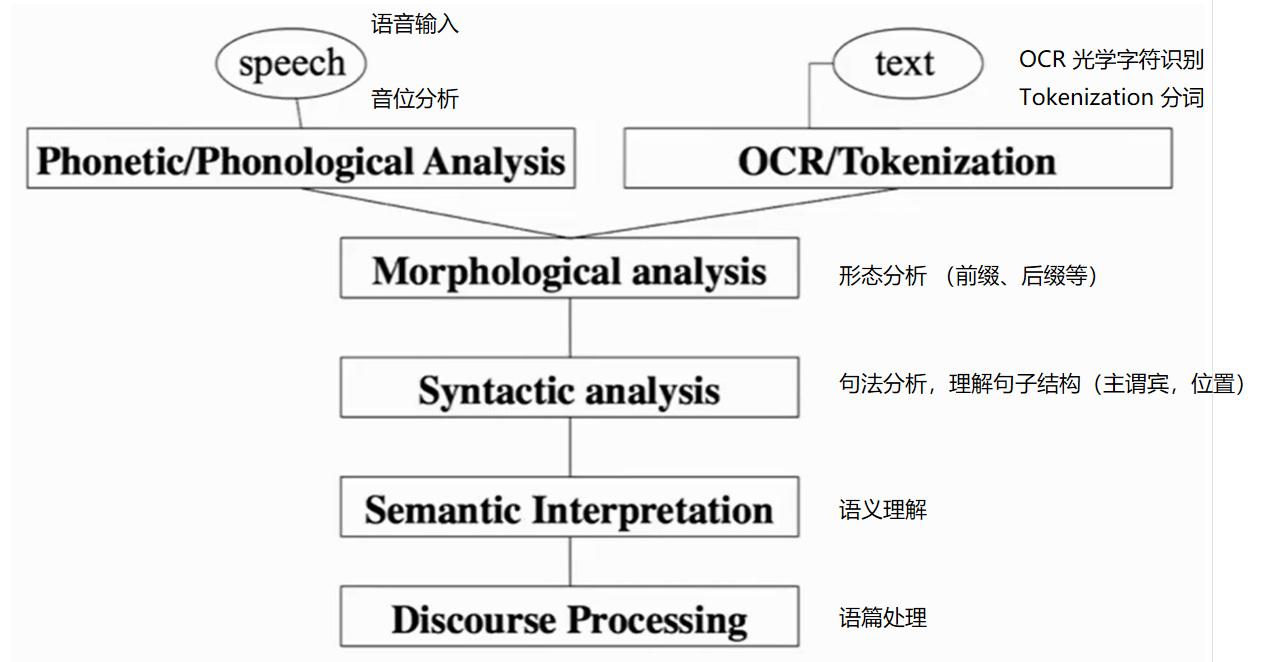 语音输入
speech
音位分析
text
OCR 光学字符识别
Tokenization 分词
Phonetic/Phonological Analysis
OCR/Tokenization
Morphological analysis
形态分析 （前缀、后缀等）
Syntactic analysis
句法分析，理解句子结构（主谓宾，位置）
Semantic Interpretation
语义理解
Discourse Processing
语篇处理